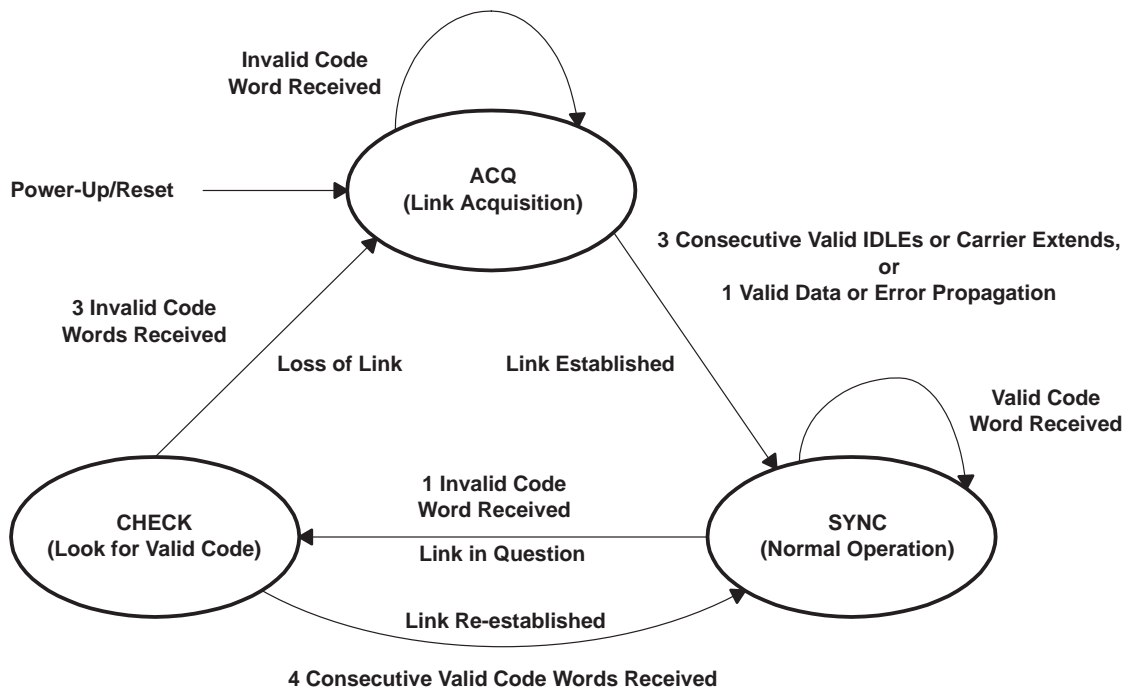 Invalid Code
Word Received
Power-Up/Reset
ACQ
(Link Acquisition)
3 Consecutive Valid IDLEs or Carrier Extends,
or
1 Valid Data or Error Propagation
3 Invalid Code
Words Received
Loss of Link
Link Established
Valid Code
Word Received
1 Invalid Code
Word Received
CHECK
(Look for Valid Code)
SYNC
(Normal Operation)
Link in Question
Link Re-established
4 Consecutive Valid Code Words Received